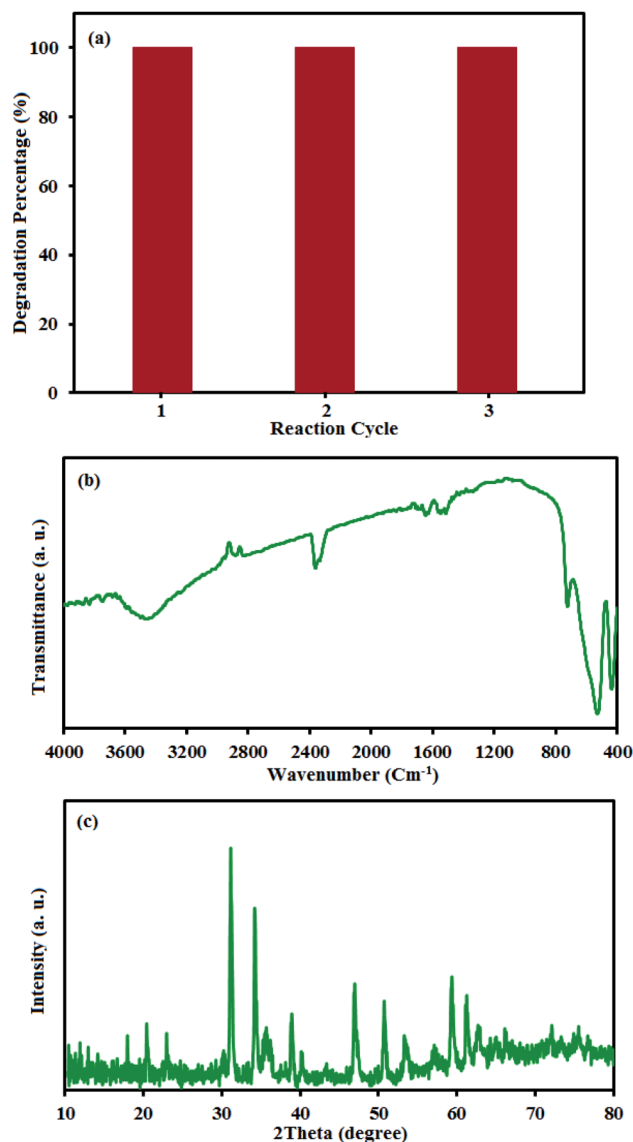 (a)
Degradation Percentage (%)
100
80
60
40
20
0
1 2 3
Reaction Cycle
(b)
Transmittance (a. u.)
4000 3600 3200 2800 2400 2000 1600 1200 800 400
Wavenumber (Cm⁻¹)
(c)
Intensity (a. u.)
10 20 30 40 50 60 70 80
2Theta (degree)